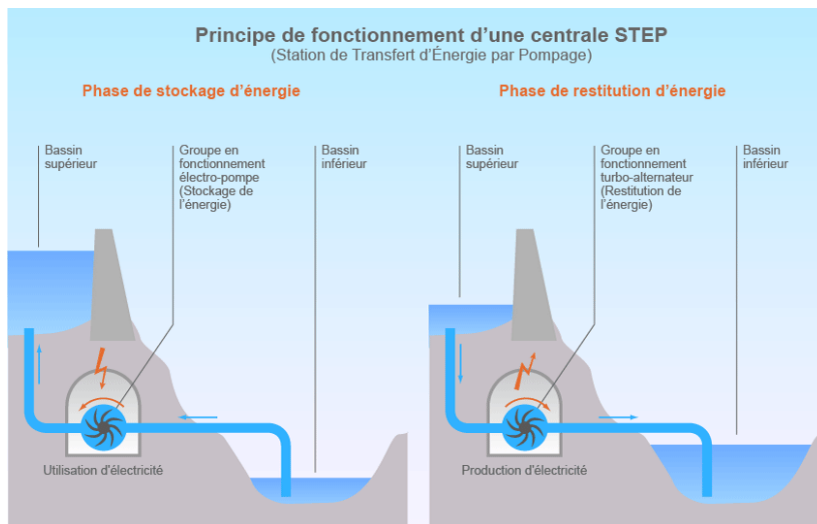 Principe de fonctionnement d'une centrale STEP
(Station de Transfert d'Énergie par Pompage)
Phase de stockage d'énergie
Bassin
supérieur
Groupe en
fonctionnement
électro-pompe
(Stockage de
l'énergie)
Bassin
inférieur
Utilisation d'électricité
Phase de restitution d'énergie
Bassin
supérieur
Groupe en
fonctionnement
turbo-alternateur
(Restitution de
l'énergie)
Bassin
inférieur
Production d'électricité